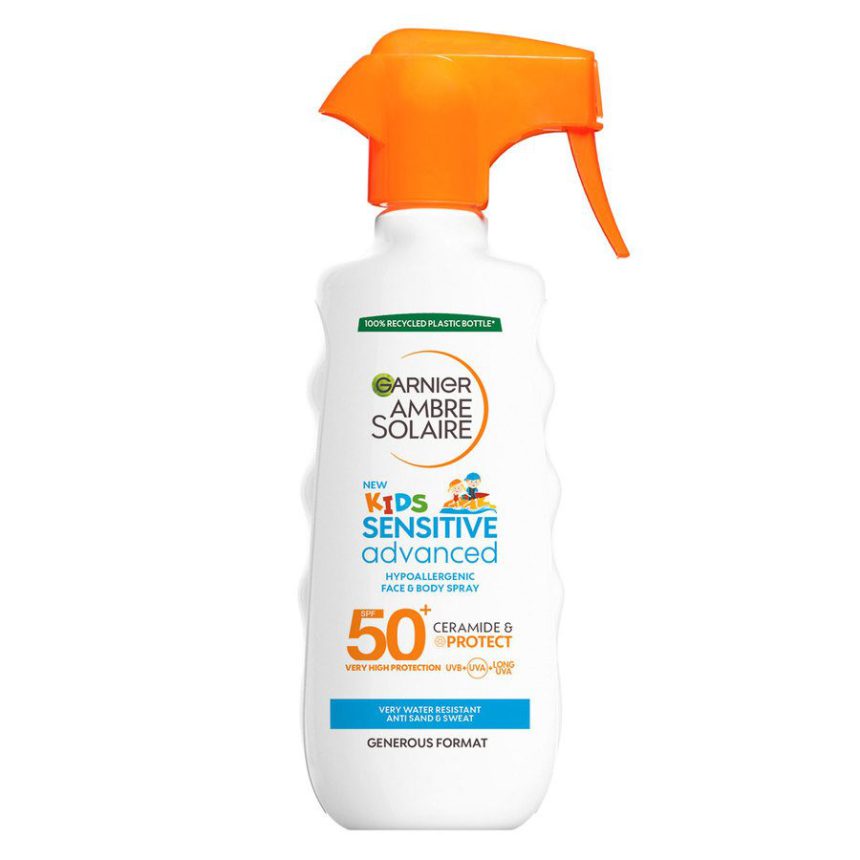 100% RECYCLED PLASTIC BOTTLE*
GARNIER
AMBRE
SOLAIRE
NEW
KIDS
SENSITIVE
advanced
HYPOALLERGENIC
FACE & BODY SPRAY
SPF
50+
CERAMIDE &
PROTECT
VERY HIGH PROTECTION
UVB+UVA+LONG UVA
VERY WATER RESISTANT
ANTI SAND & SWEAT
GENEROUS FORMAT